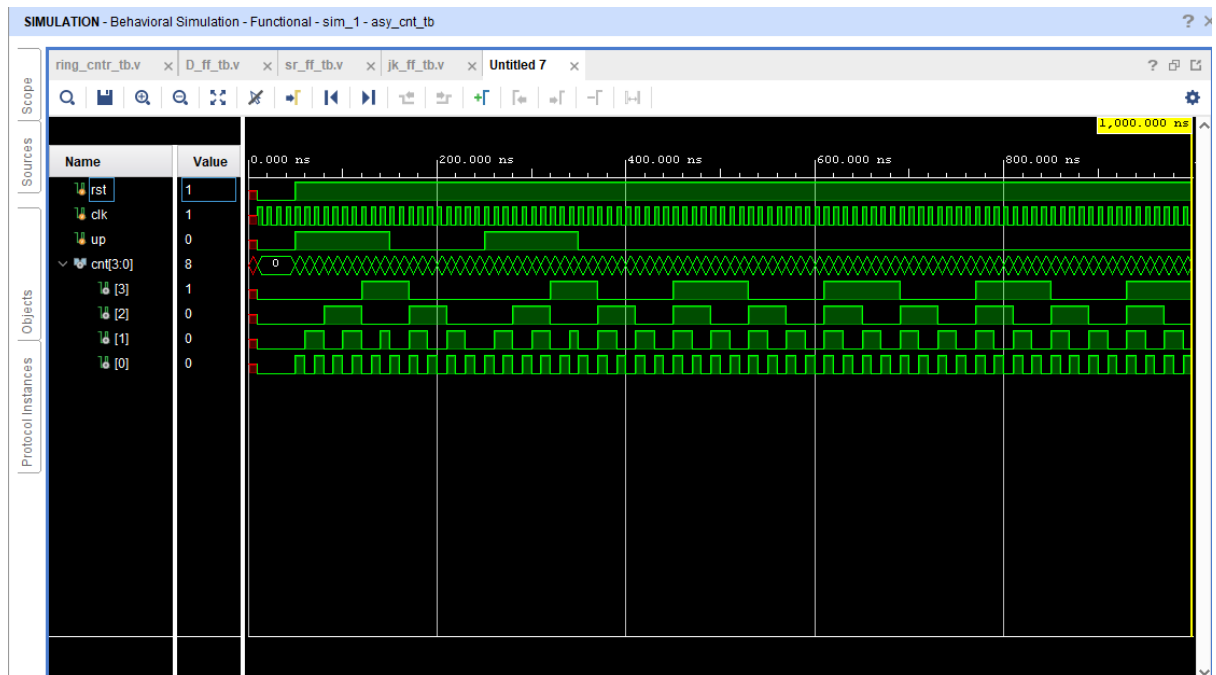 SIMULATION - Behavioral Simulation - Functional - sim_1 - asy_cnt_tb ? ×
ring_cntr_tb.v × D_ff_tb.v × sr_ff_tb.v × jk_ff_tb.v × Untitled 7 × ?
Scope
Sources
Objects
Protocol Instances
1,000.000 ns
Name Value 0.000 ns 200.000 ns 400.000 ns 600.000 ns 800.000 ns
rst 1
clk 1
up 0
cnt[3:0] 8 0
[3] 1
[2] 0
[1] 0
[0] 0